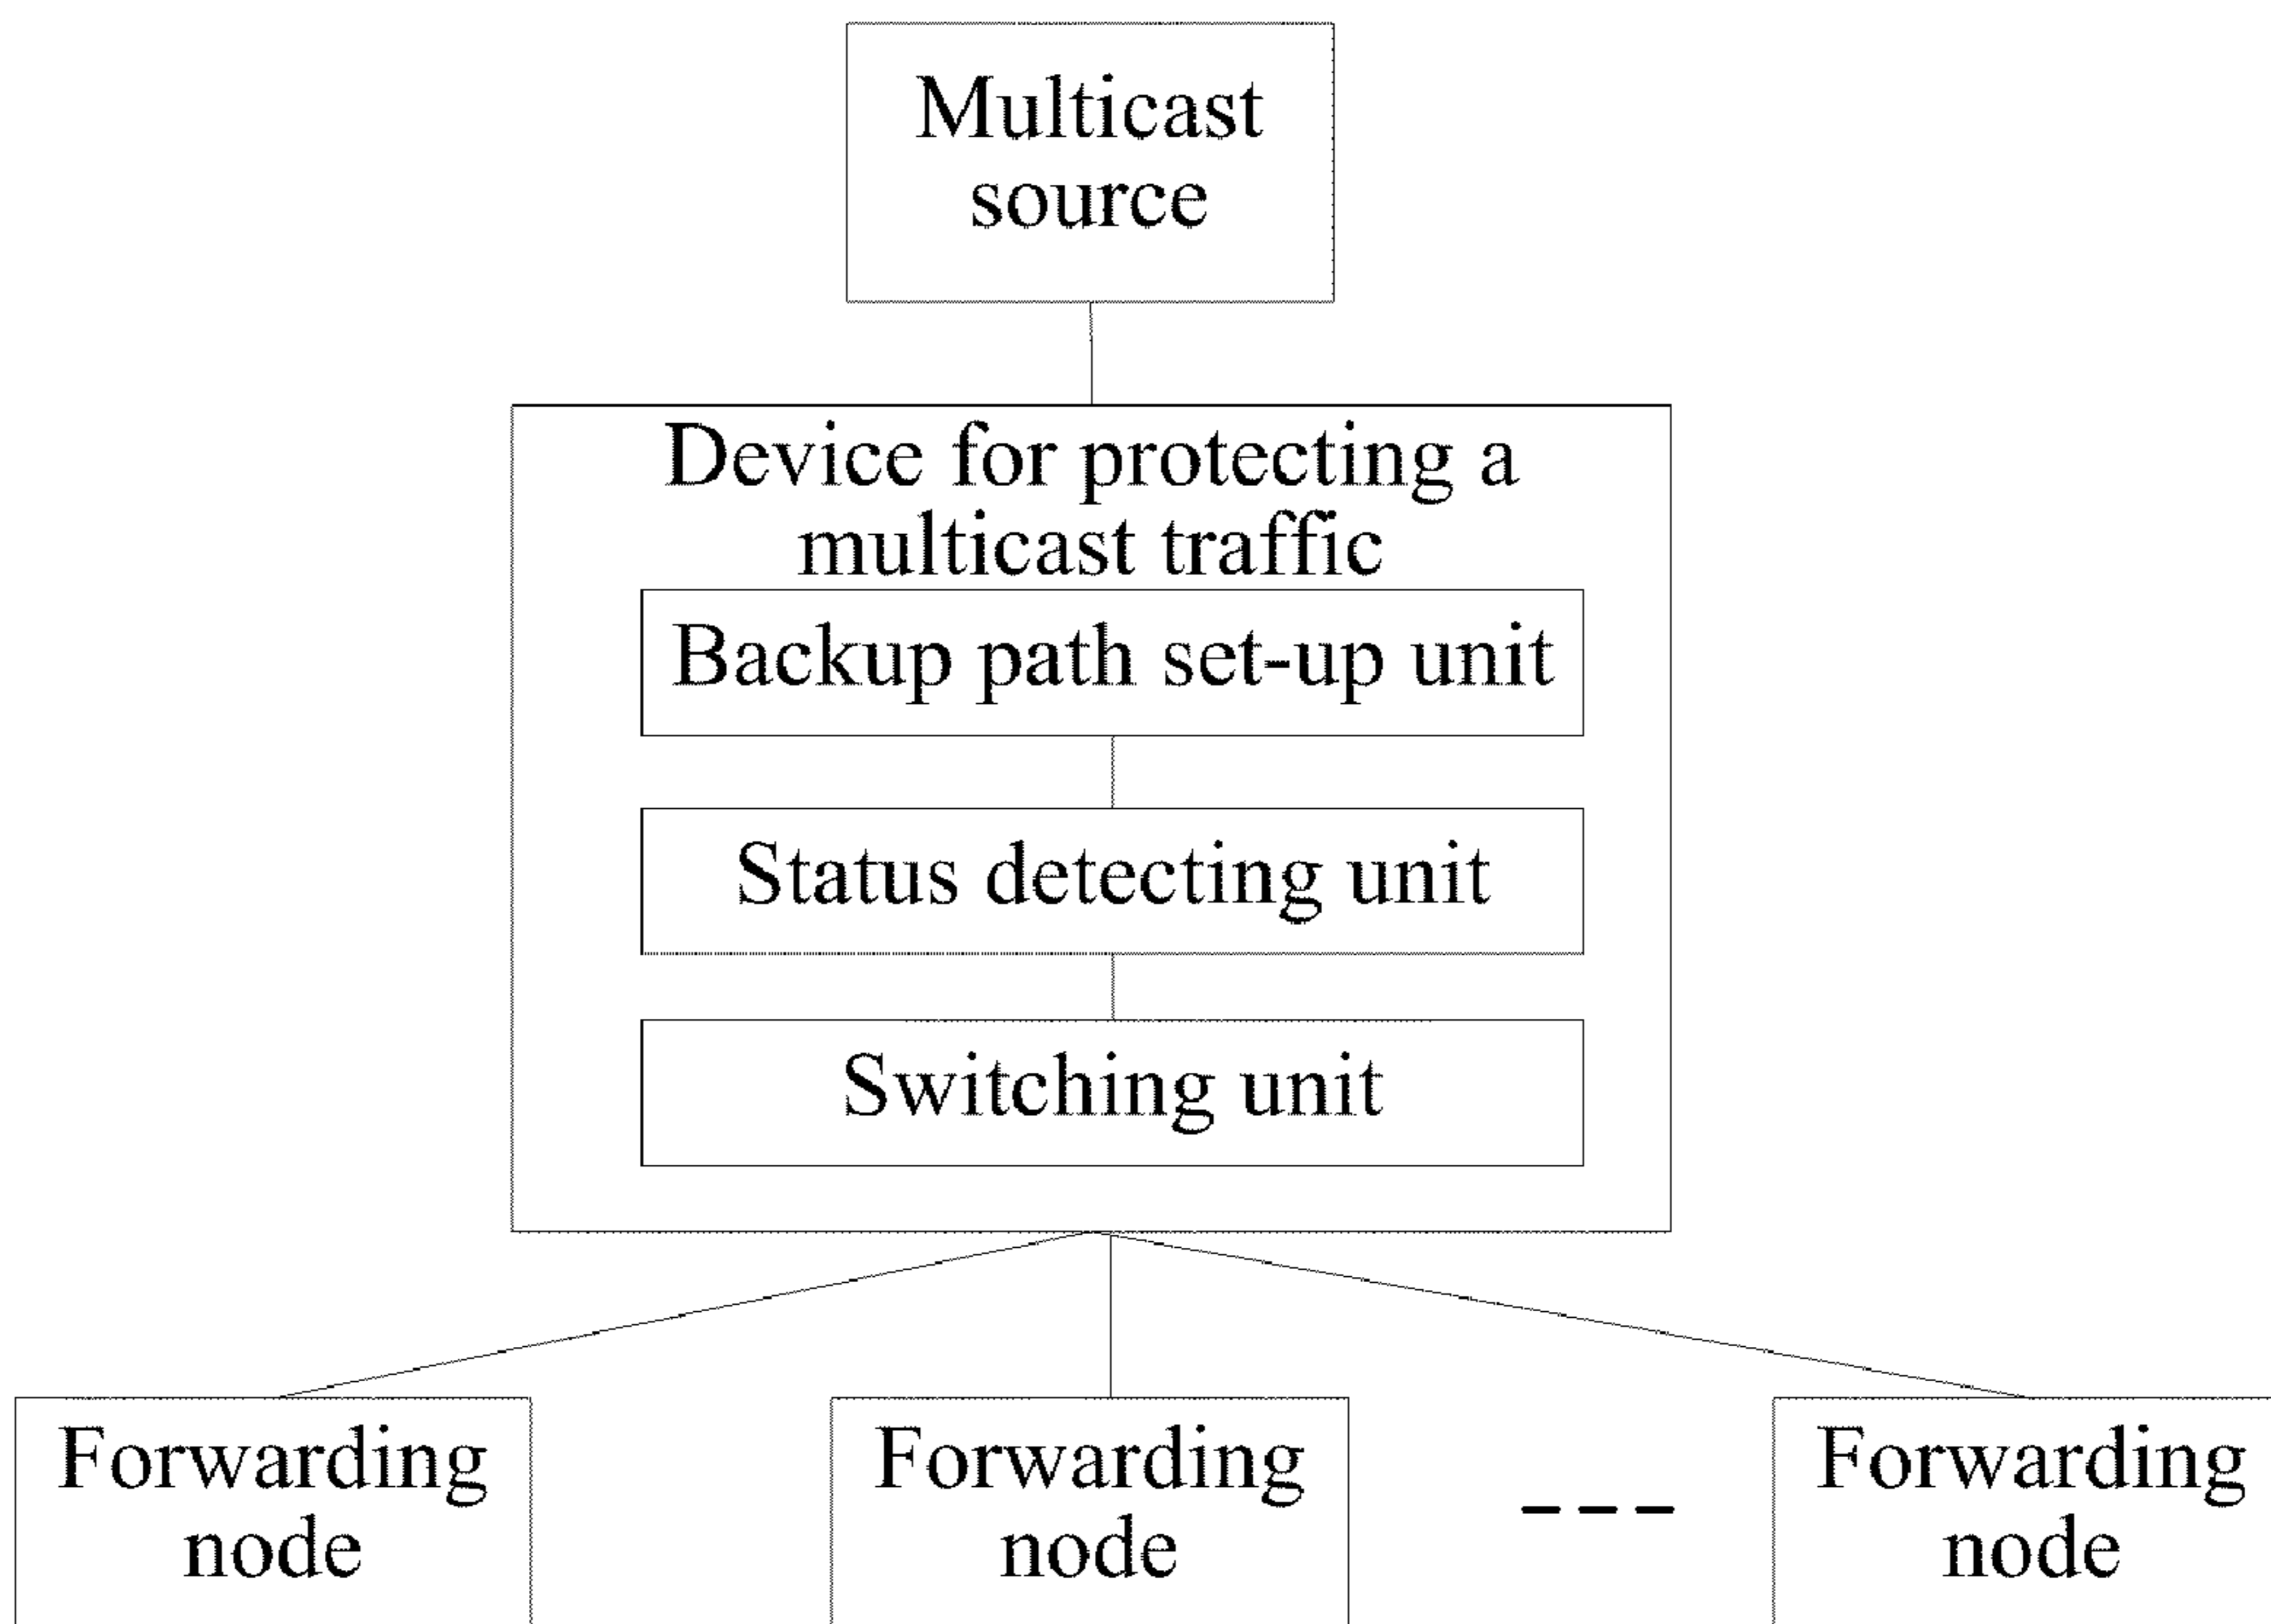 Multicast
source
Device for protecting a
multicast traffic
Backup path set-up unit
Status detecting unit
Switching unit
Forwarding
node
Forwarding
node
Forwarding
node